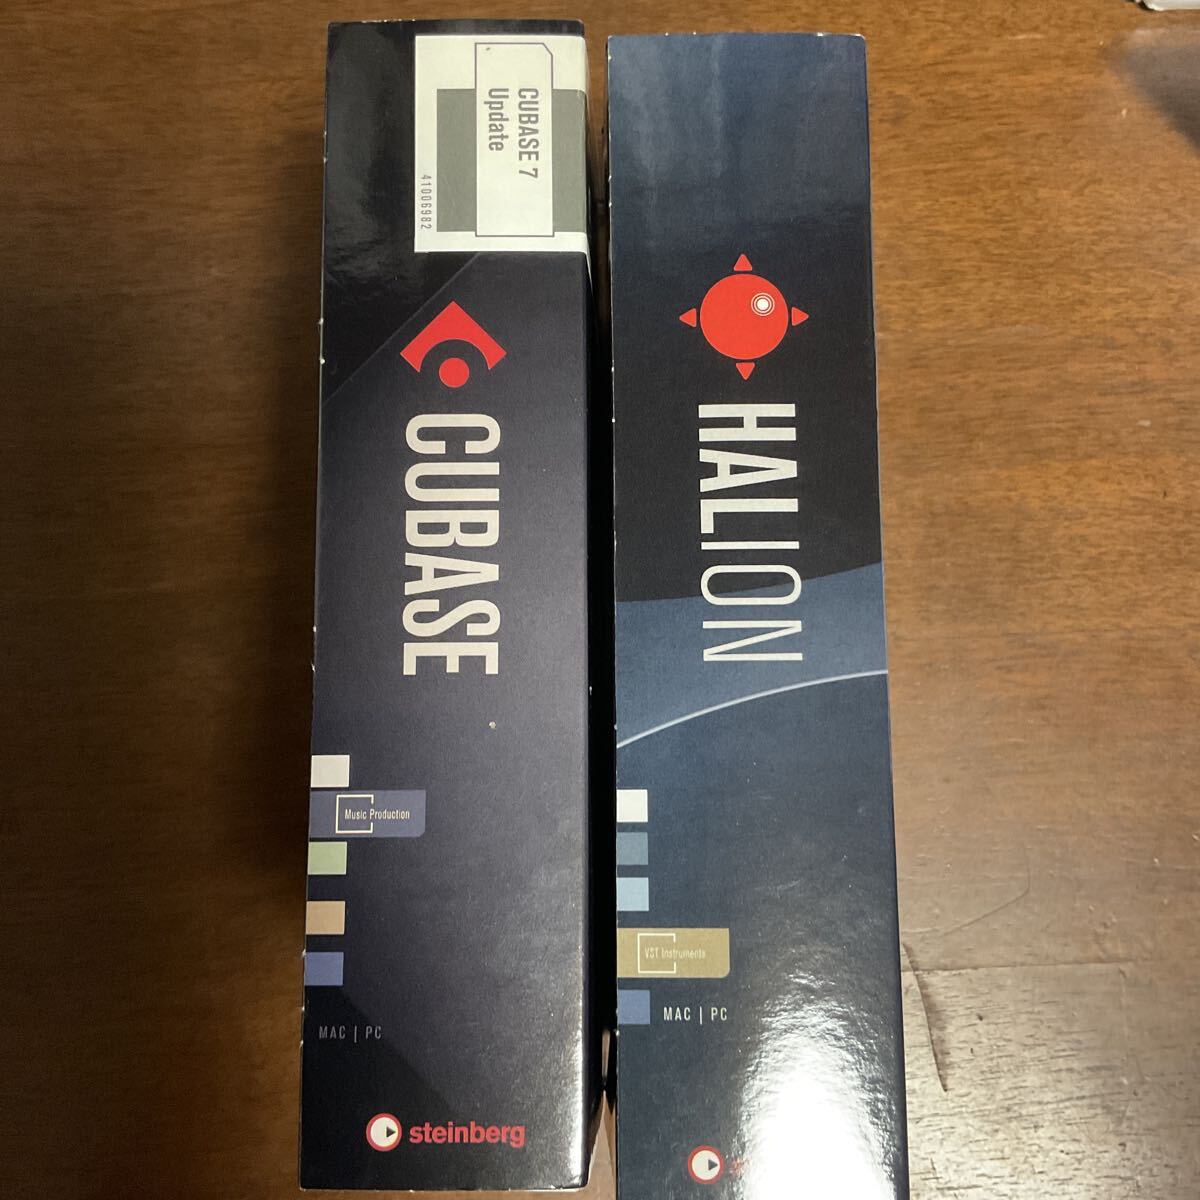 CUBASE 7
Update
41006982
CUBASE
Music Production
MAC | PC
steinberg
HALION
VST Instruments
MAC | PC